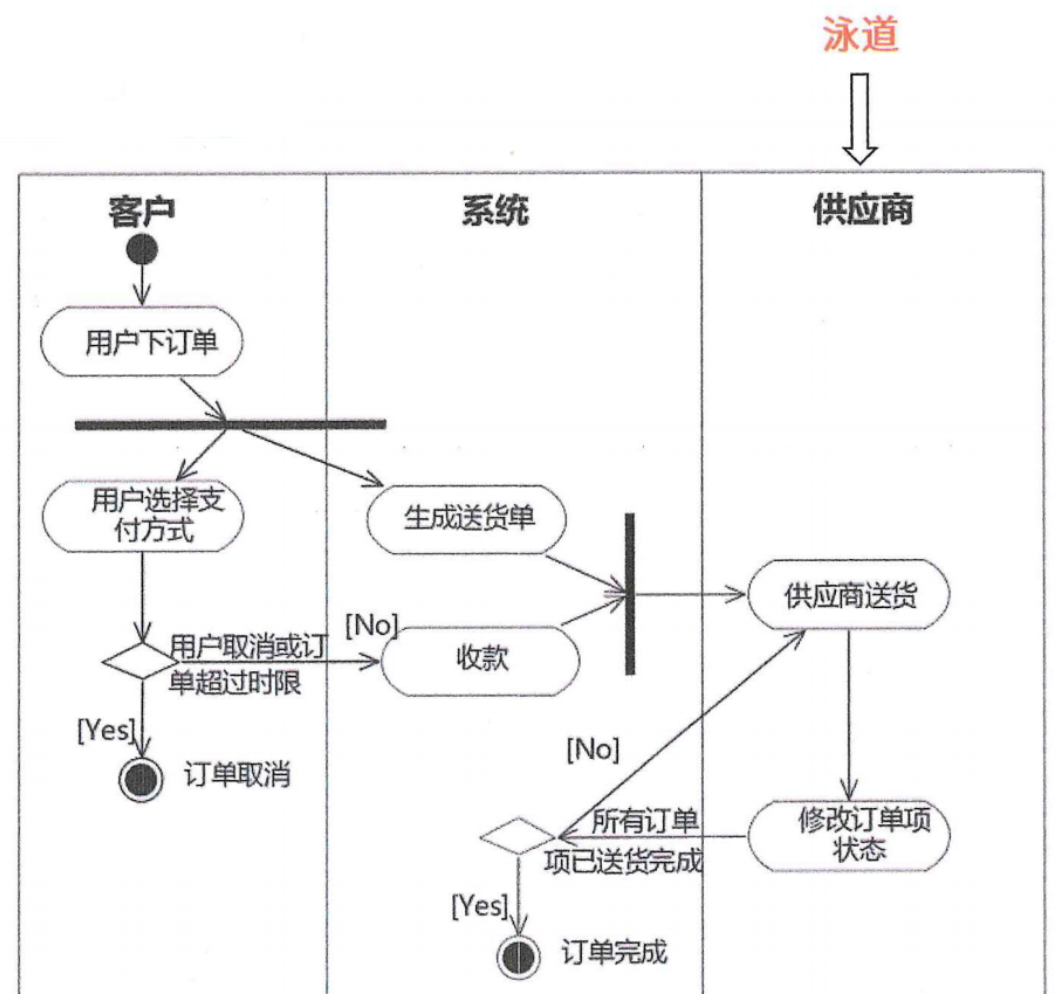 泳道
客户
系统
供应商
用户下订单
用户选择支
付方式
生成送货单
供应商送货
[No]
用户取消或订
单超过时限
收款
[Yes]
订单取消
[No]
所有订单
项已送货完成
修改订单项
状态
[Yes]
订单完成